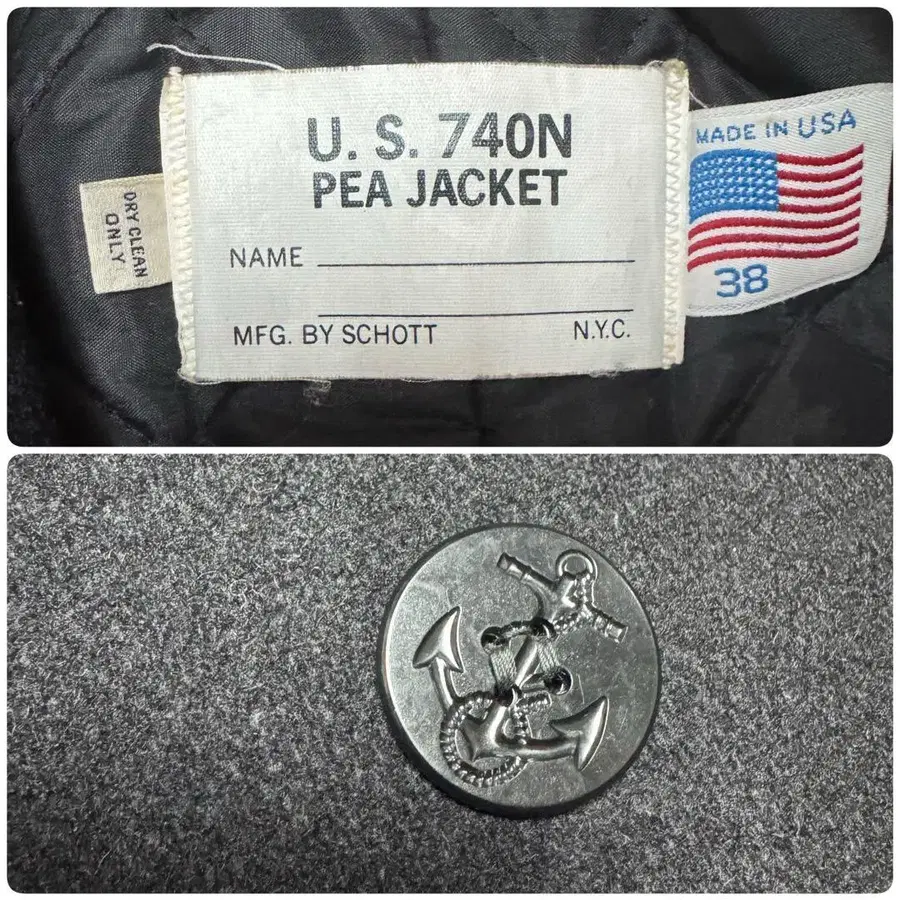 U. S. 740N
PEA JACKET
NAME
MFG. BY SCHOTT N.Y.C.
DRY CLEAN
ONLY
MADE IN USA
38